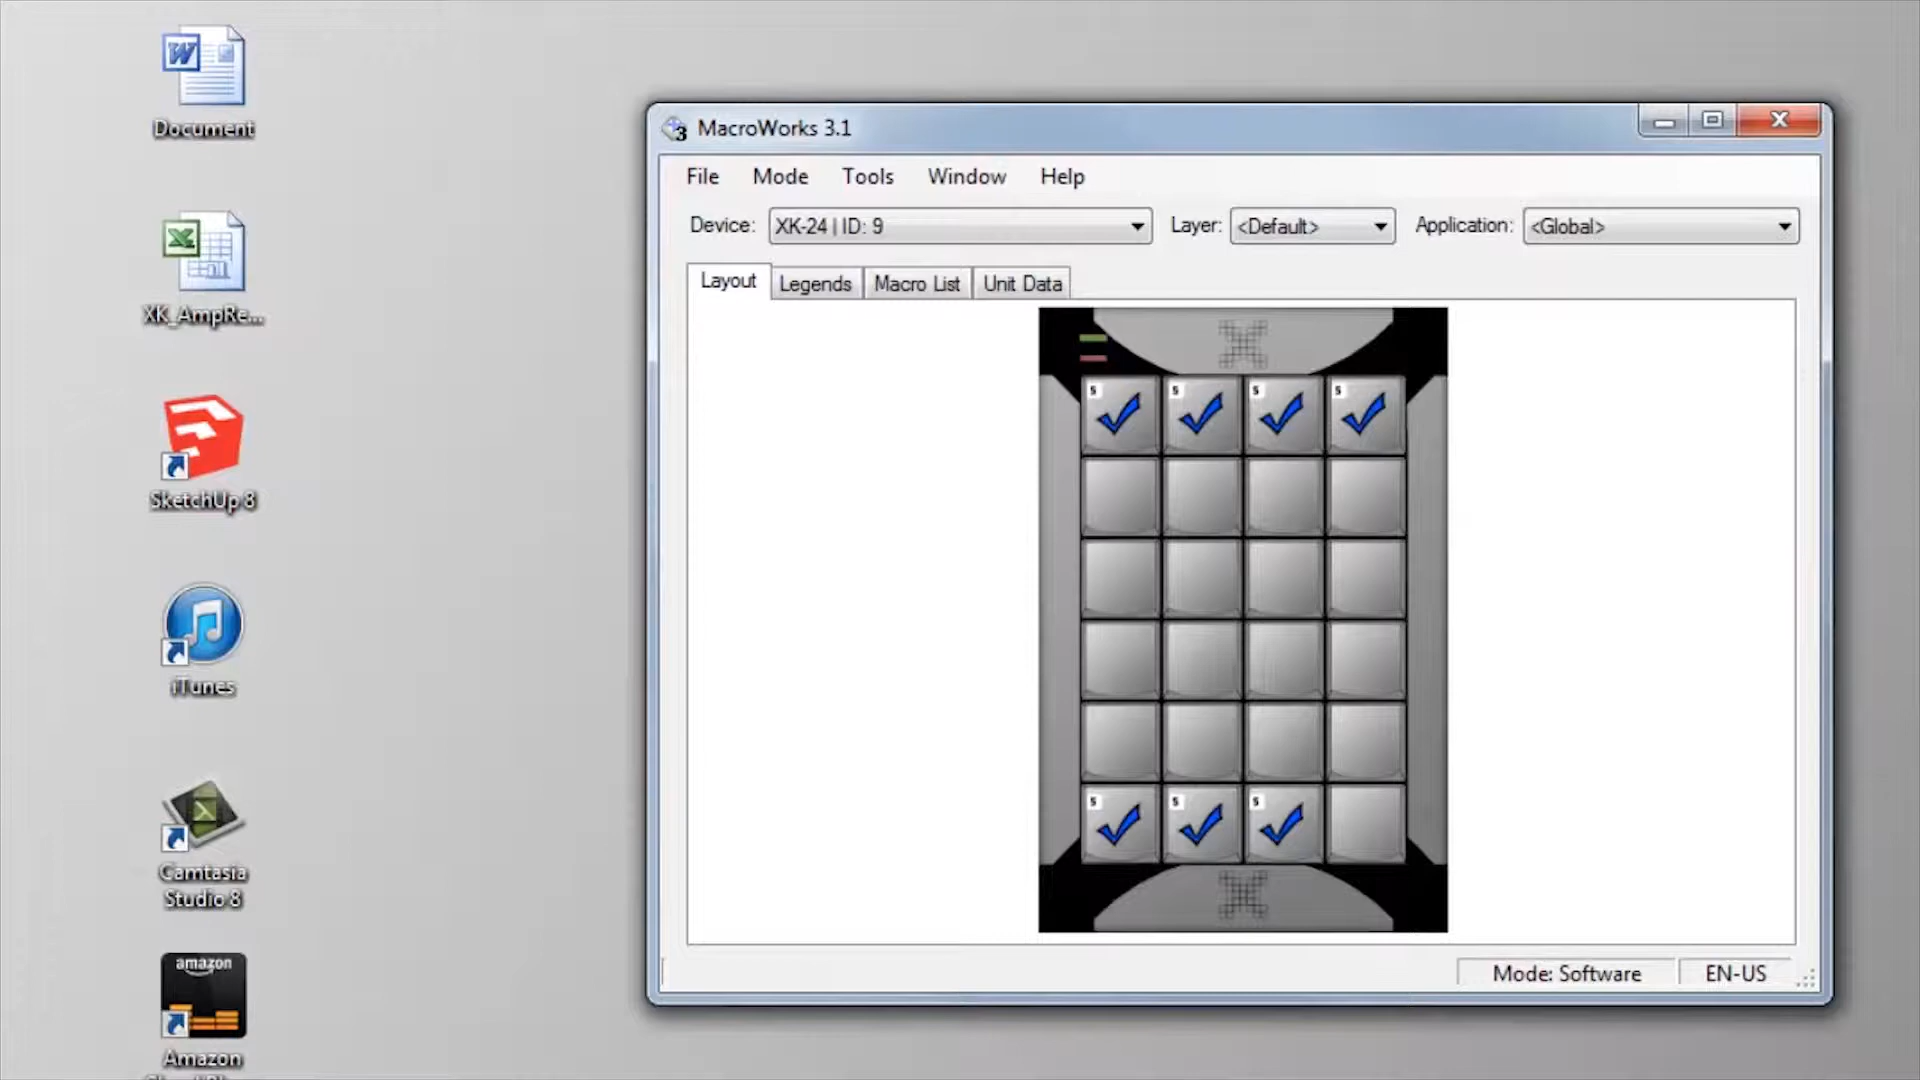 Document
XK_AmpRe...
SketchUp 8
iTunes
Camtasia
Studio 8
amazon
Amazon
MacroWorks 3.1
File Mode Tools Window Help
Device: XK-24 | ID: 9 Layer: <Default> Application: <Global>
Layout Legends Macro List Unit Data
S S S S
S S S
Mode: Software EN-US